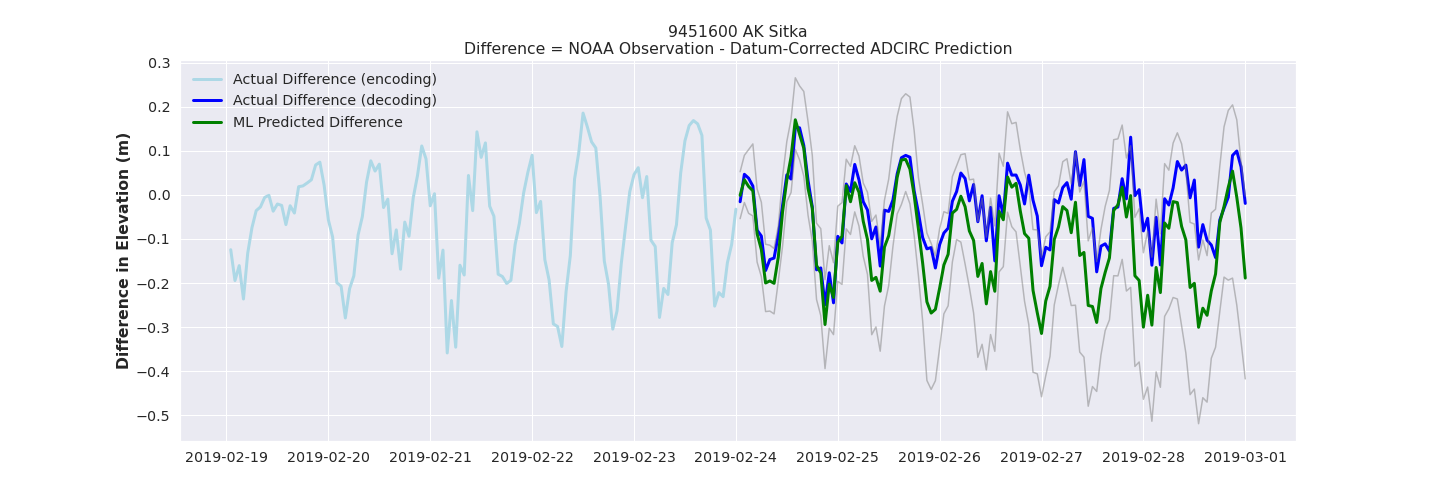 9451600 AK Sitka
Difference = NOAA Observation - Datum-Corrected ADCIRC Prediction
Difference in Elevation (m)
0.3
0.2
0.1
0.0
−0.1
−0.2
−0.3
−0.4
−0.5
Actual Difference (encoding)
Actual Difference (decoding)
ML Predicted Difference
2019-02-19 2019-02-20 2019-02-21 2019-02-22 2019-02-23 2019-02-24 2019-02-25 2019-02-26 2019-02-27 2019-02-28 2019-03-01